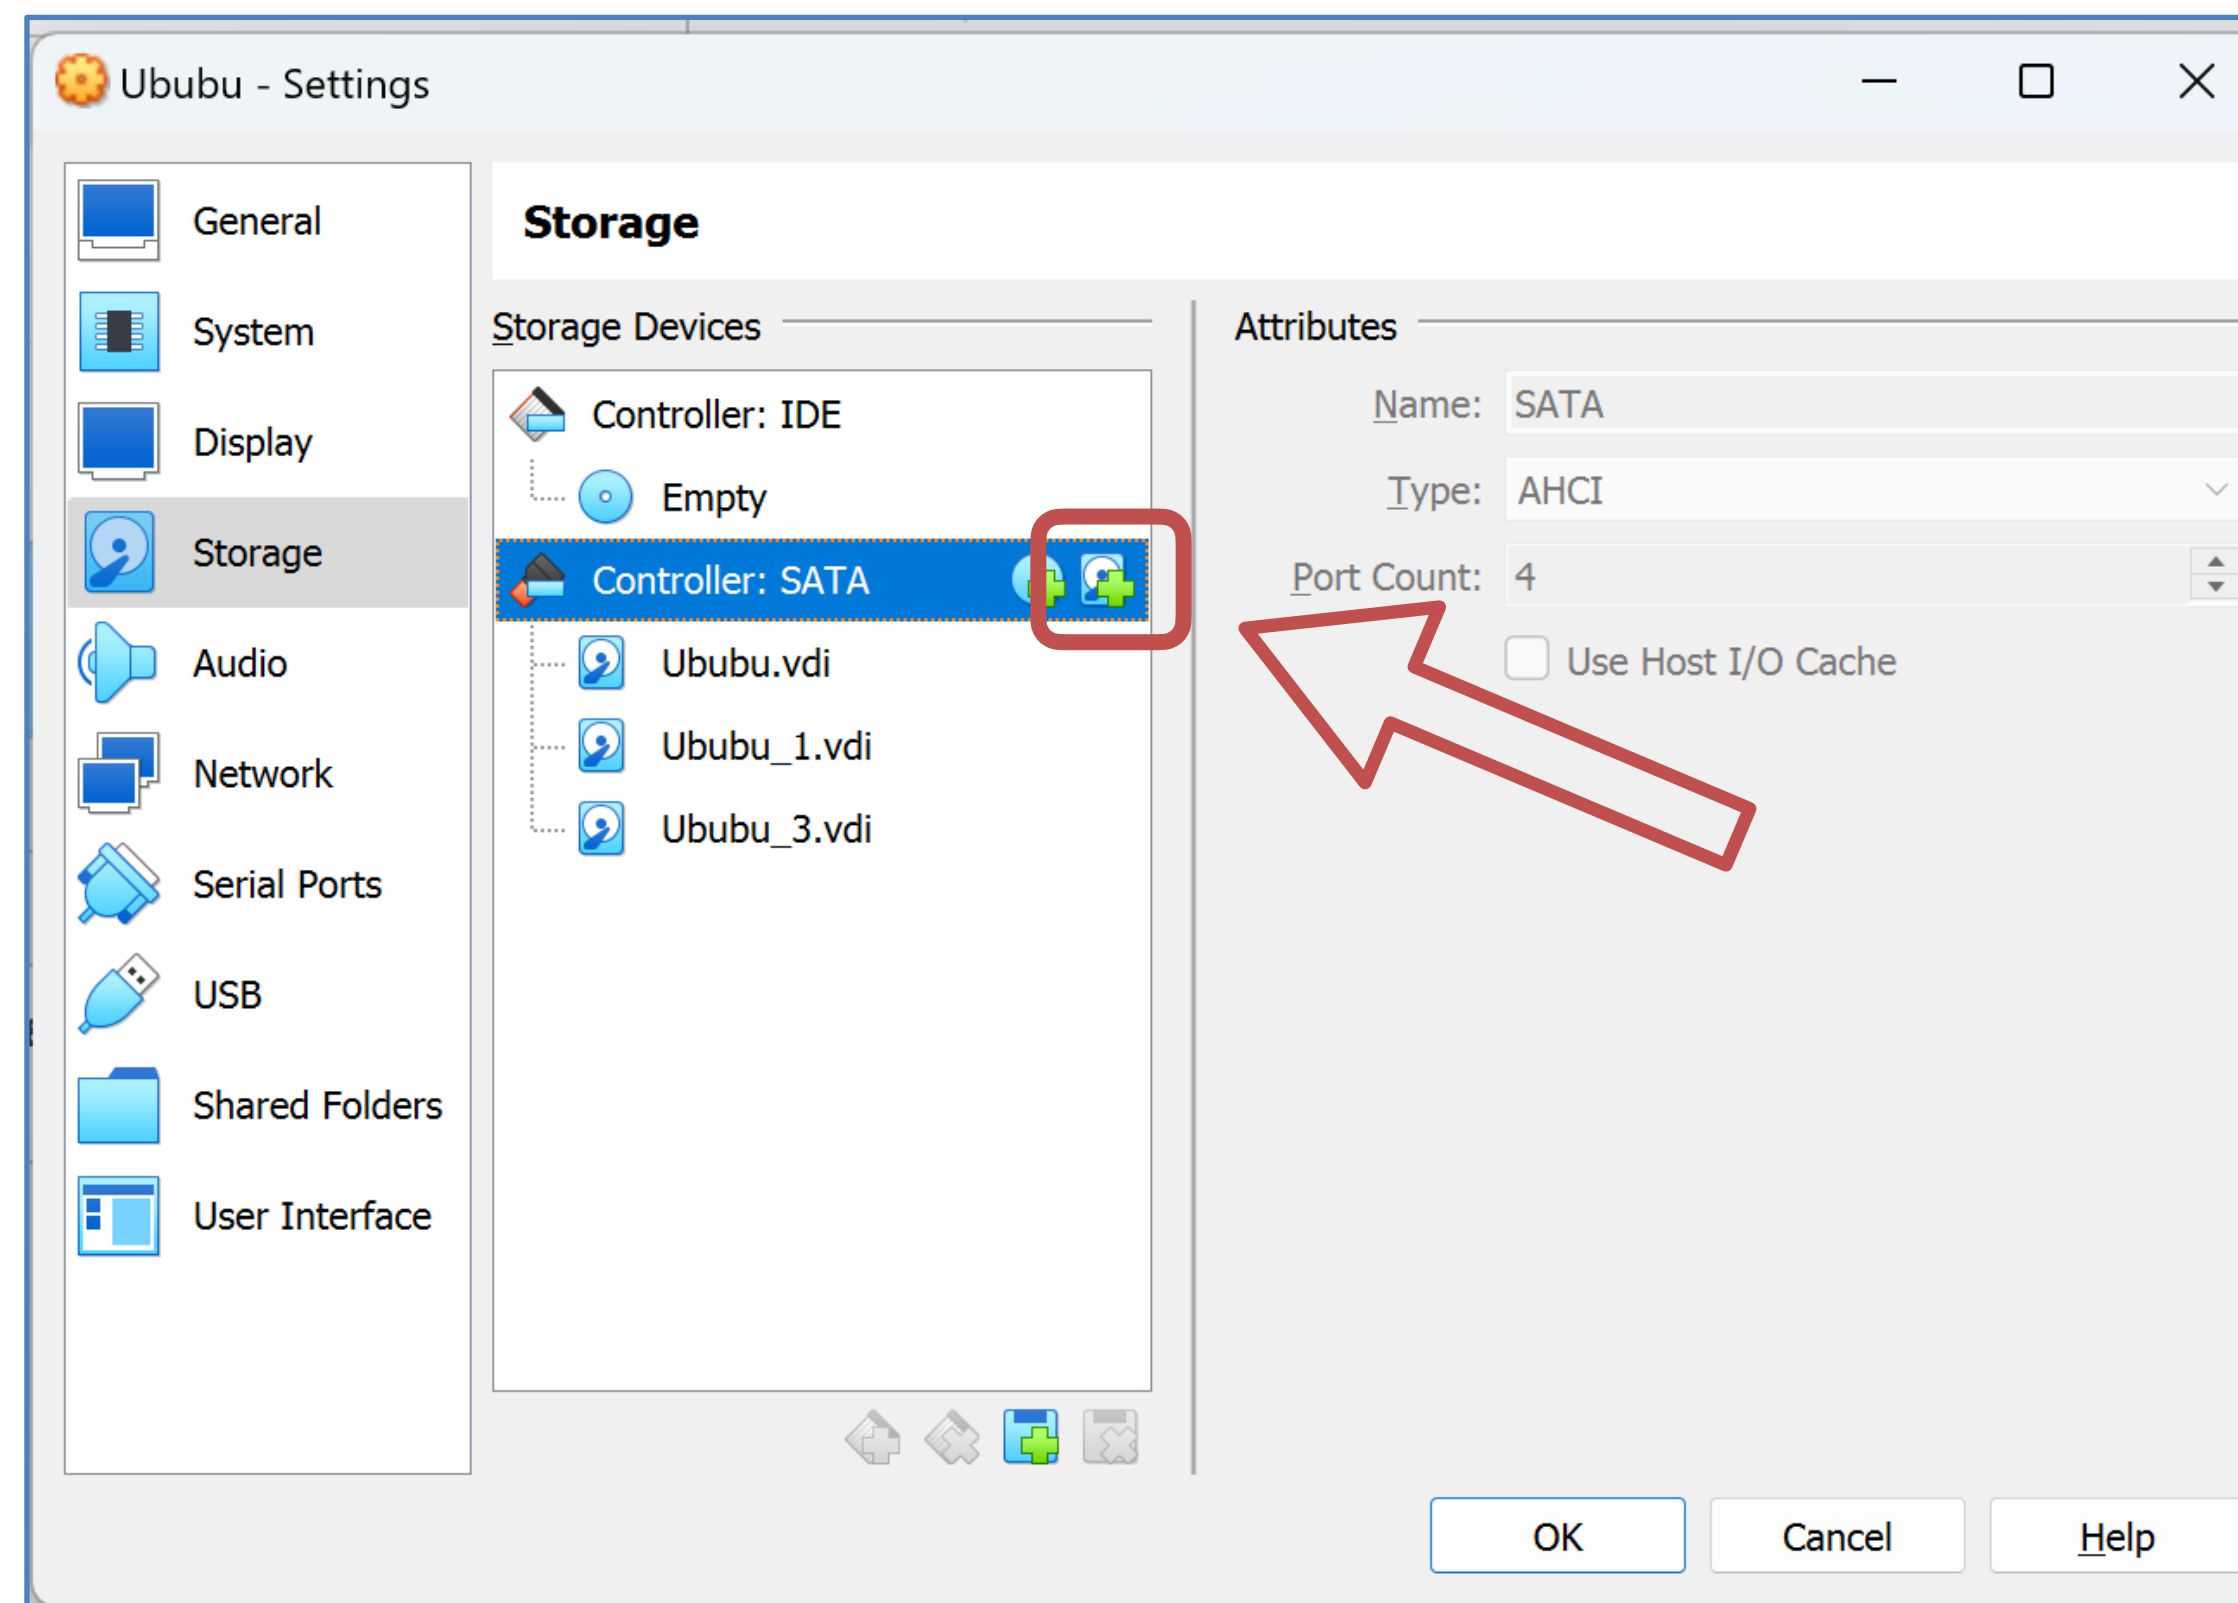 Ububu - Settings
General
System
Display
Storage
Audio
Network
Serial Ports
USB
Shared Folders
User Interface
Storage
Storage Devices
Controller: IDE
Empty
Controller: SATA
Ububu.vdi
Ububu_1.vdi
Ububu_3.vdi
Attributes
Name: SATA
Type: AHCI
Port Count: 4
Use Host I/O Cache
OK Cancel Help